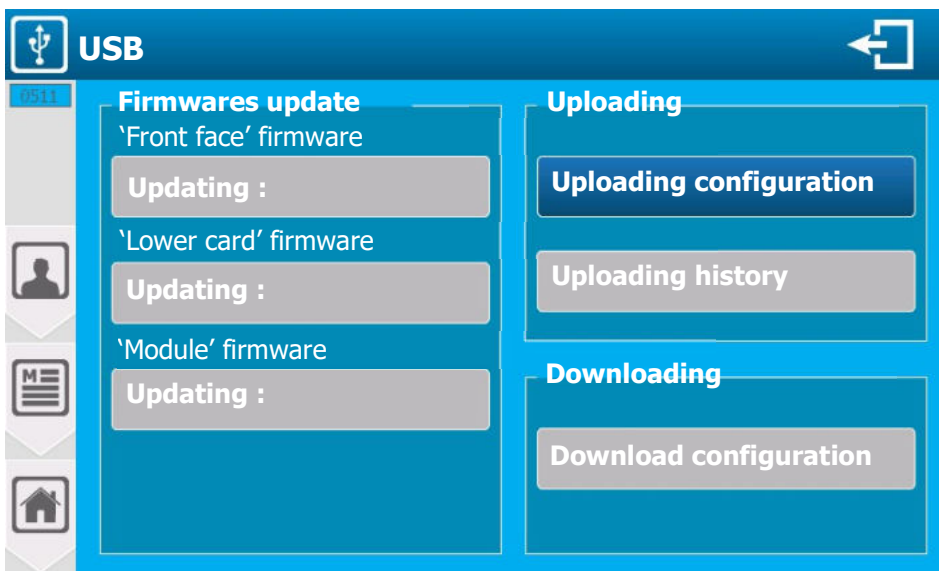 USB
0511
Firmwares update
‘Front face’ firmware
Updating :
‘Lower card’ firmware
Updating :
‘Module’ firmware
Updating :
Uploading
Uploading configuration
Uploading history
Downloading
Download configuration
M